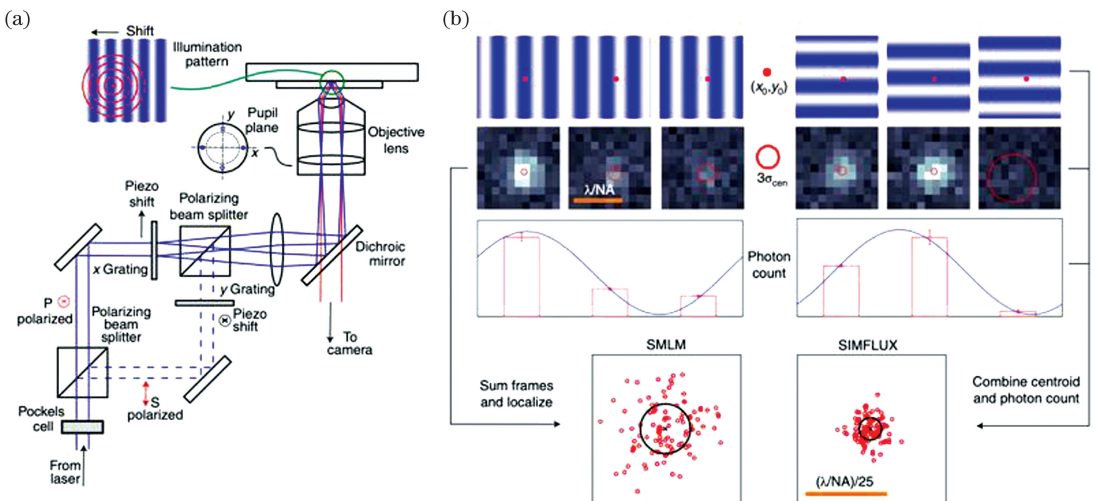 (a)
Shift
Illumination
pattern
y
Pupil
plane
x
Objective
lens
Piezo
shift
Polarizing
beam splitter
Dichroic
mirror
x Grating
y Grating
P
polarized
Polarizing
beam
splitter
Piezo
shift
To
camera
S
polarized
Pockels
cell
From
laser
(b)
(x₀,y₀)
λ/NA
3σcen
Photon
count
SMLM
SIMFLUX
Sum frames
and localize
Combine centroid
and photon count
(λ/NA)/25